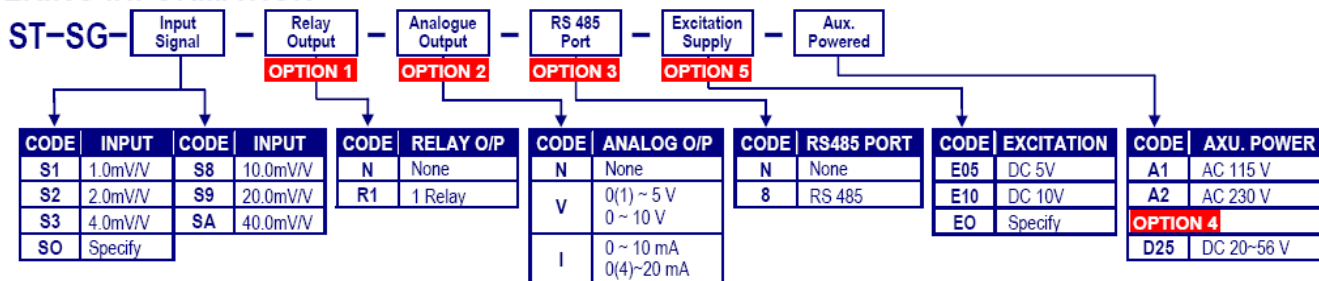 ST-SG- Input Signal - Relay Output - Analogue Output - RS 485 Port - Excitation Supply - Aux. Powered
OPTION 1 OPTION 2 OPTION 3 OPTION 5
CODE INPUT CODE INPUT
S1 1.0mV/V S8 10.0mV/V
S2 2.0mV/V S9 20.0mV/V
S3 4.0mV/V SA 40.0mV/V
SO Specify
CODE RELAY O/P
N None
R1 1 Relay
CODE ANALOG O/P
N None
V 0(1) ~ 5 V
0 ~ 10 V
I 0 ~ 10 mA
0(4)~20 mA
CODE RS485 PORT
N None
8 RS 485
CODE EXCITATION
E05 DC 5V
E10 DC 10V
EO Specify
CODE AXU. POWER
A1 AC 115 V
A2 AC 230 V
OPTION 4
D25 DC 20~56 V